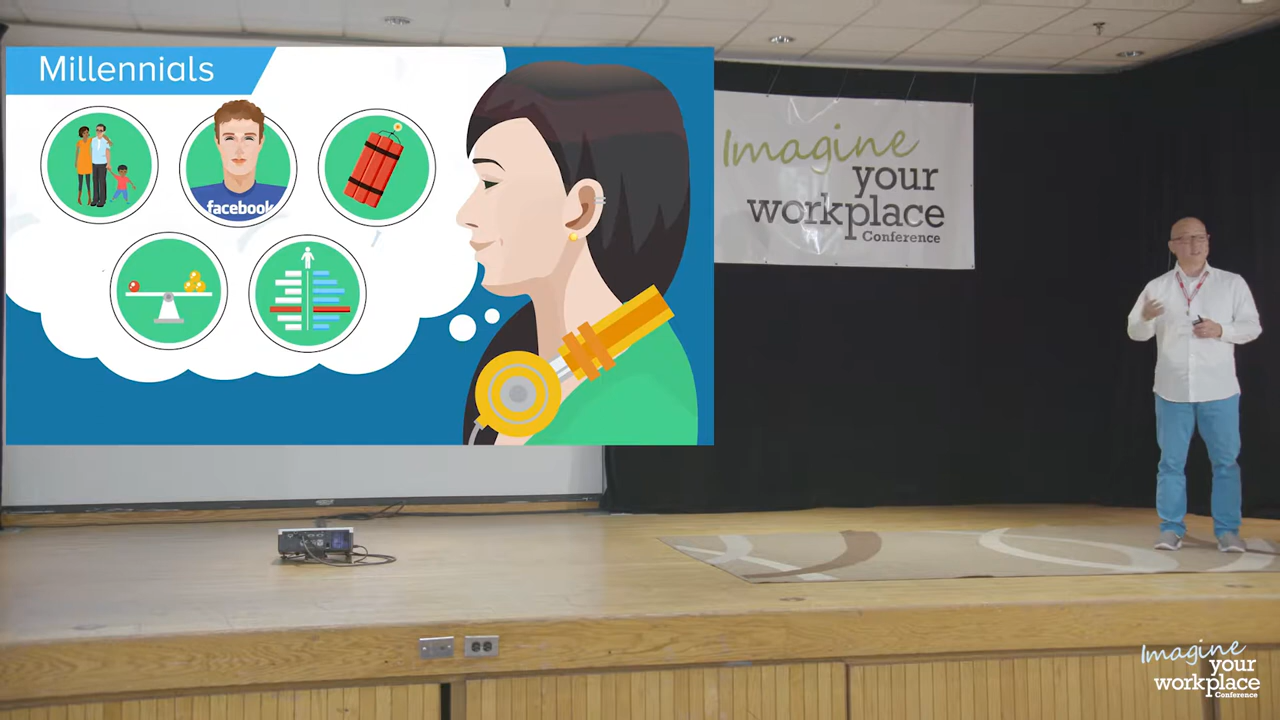 Millennials
facebook
Imagine
your
workplace
Conference
Imagine
your
workplace
Conference